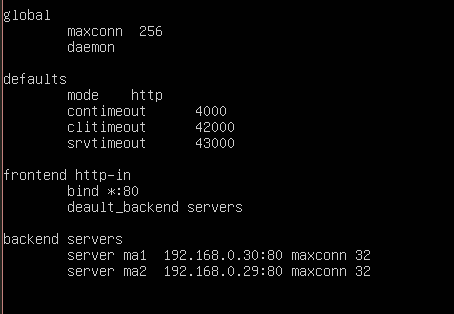 global
maxconn 256
daemon
defaults
mode http
contimeout 4000
clitimeout 42000
srvtimeout 43000
frontend http-in
bind *:80
deault_backend servers
backend servers
server ma1 192.168.0.30:80 maxconn 32
server ma2 192.168.0.29:80 maxconn 32